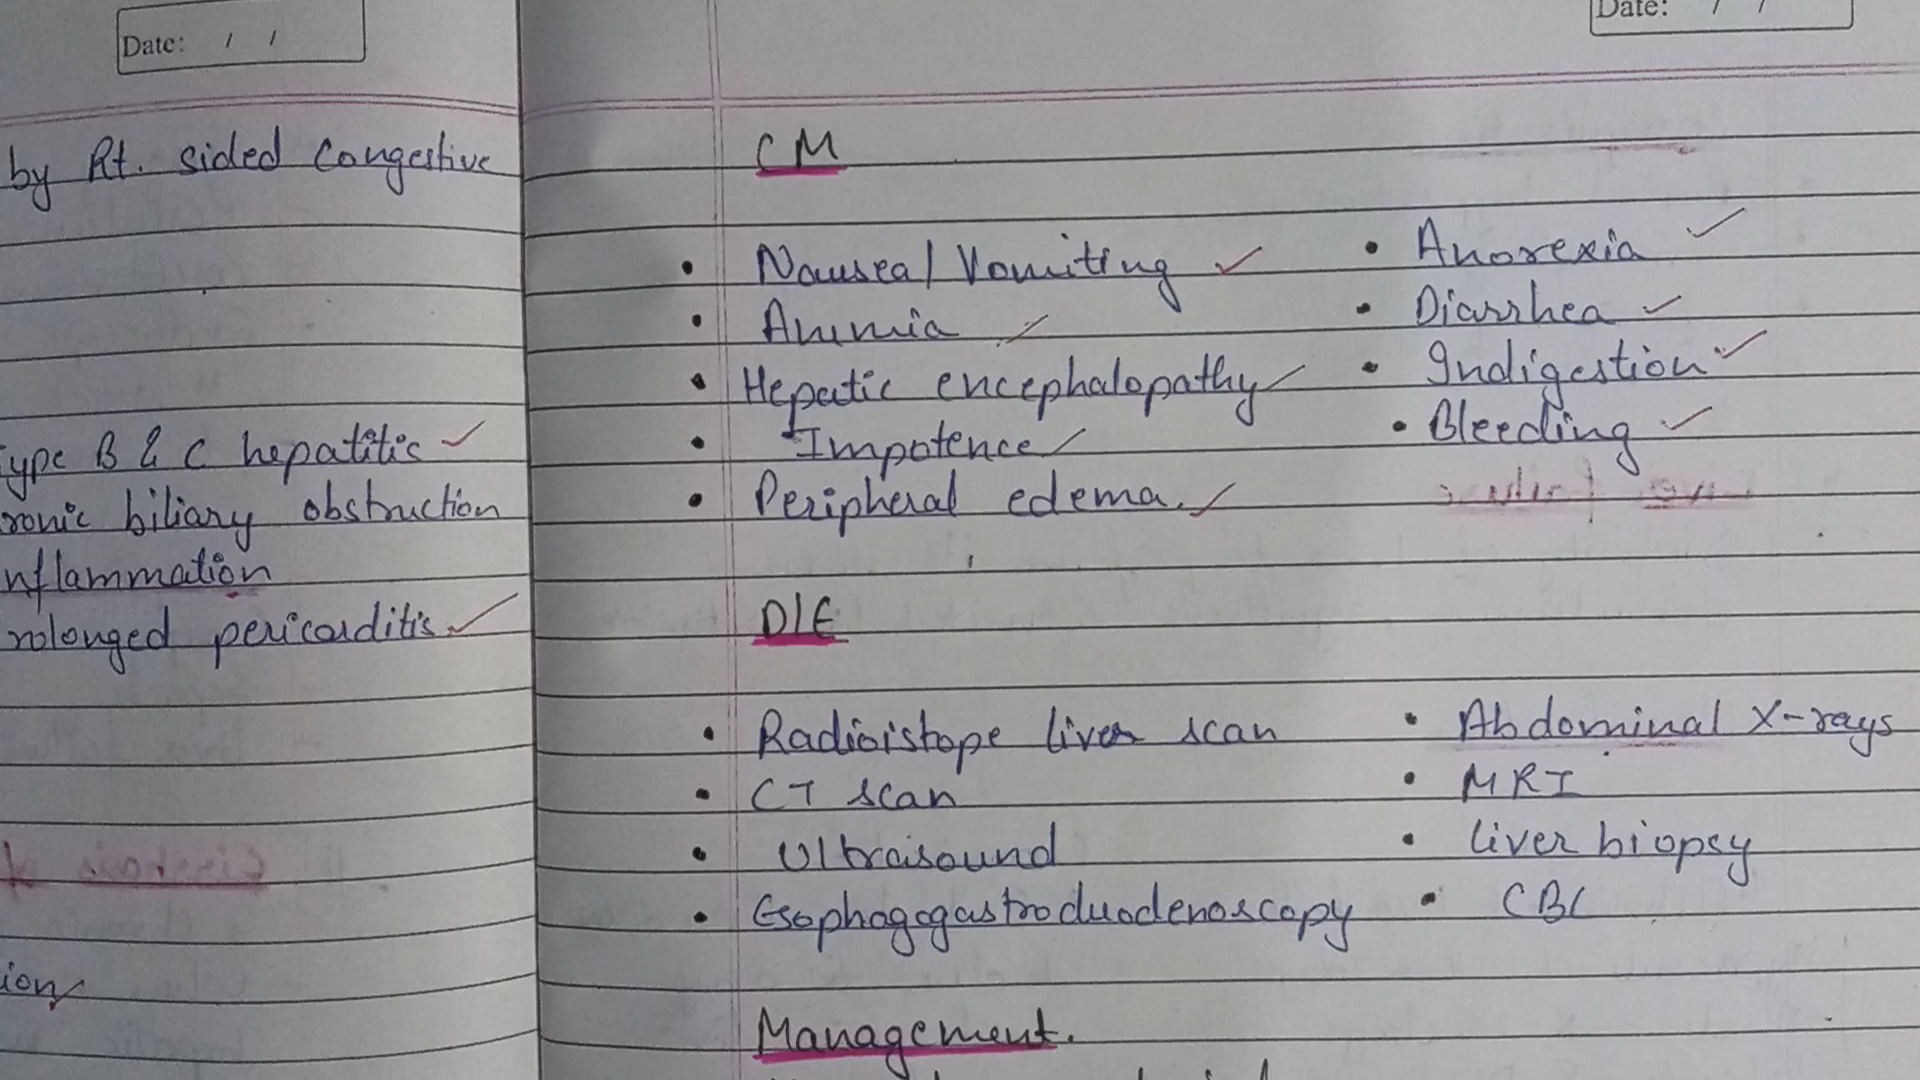 Date: / /
by Rt. sided Congestive
ype B & C hepatitic
ronic biliary obstruction
nflammation
rolonged pericarditis
ion
Date: / /
CM
• Nausea/Vomiting
• Anemia
• Hepatic encephalopathy
• Impotence
• Peripheral edema.
• Anorexia
• Diarrhea
• Indigestion
• Bleeding
D/E
• Radioistope liver scan
• CT scan
• Ultraisound
• Esophagogastroduodenoscopy
• Abdominal X-rays
• MRI
• liver biopsy
• CBC
Management.